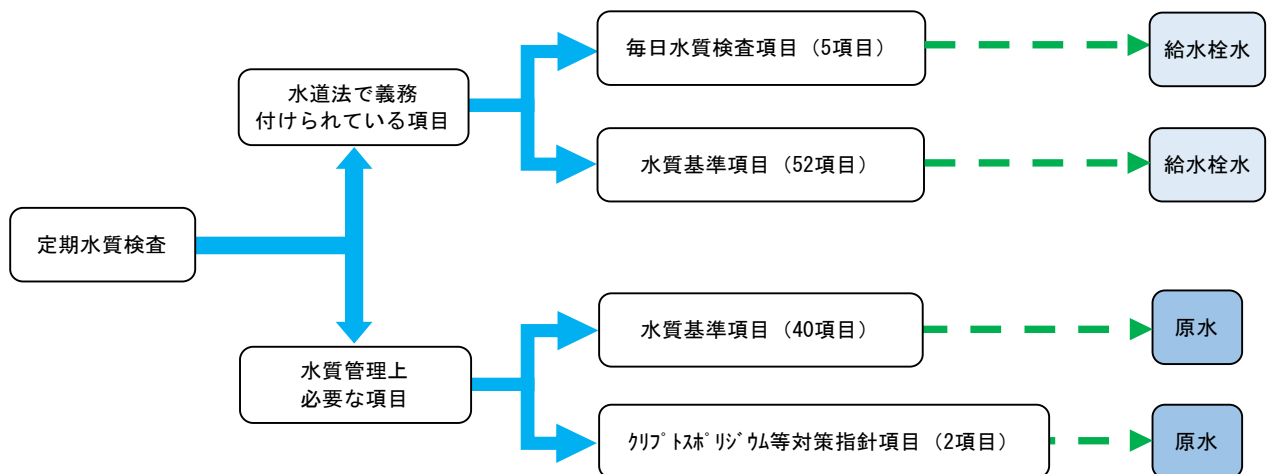 毎日水質検査項目（5項目）
給水栓水
水道法で義務
付けられている項目
水質基準項目（52項目）
給水栓水
定期水質検査
水質基準項目（40項目）
原水
水質管理上
必要な項目
ｸﾘﾌﾟﾄｽﾎﾟﾘｼﾞｳﾑ等対策指針項目（2項目）
原水